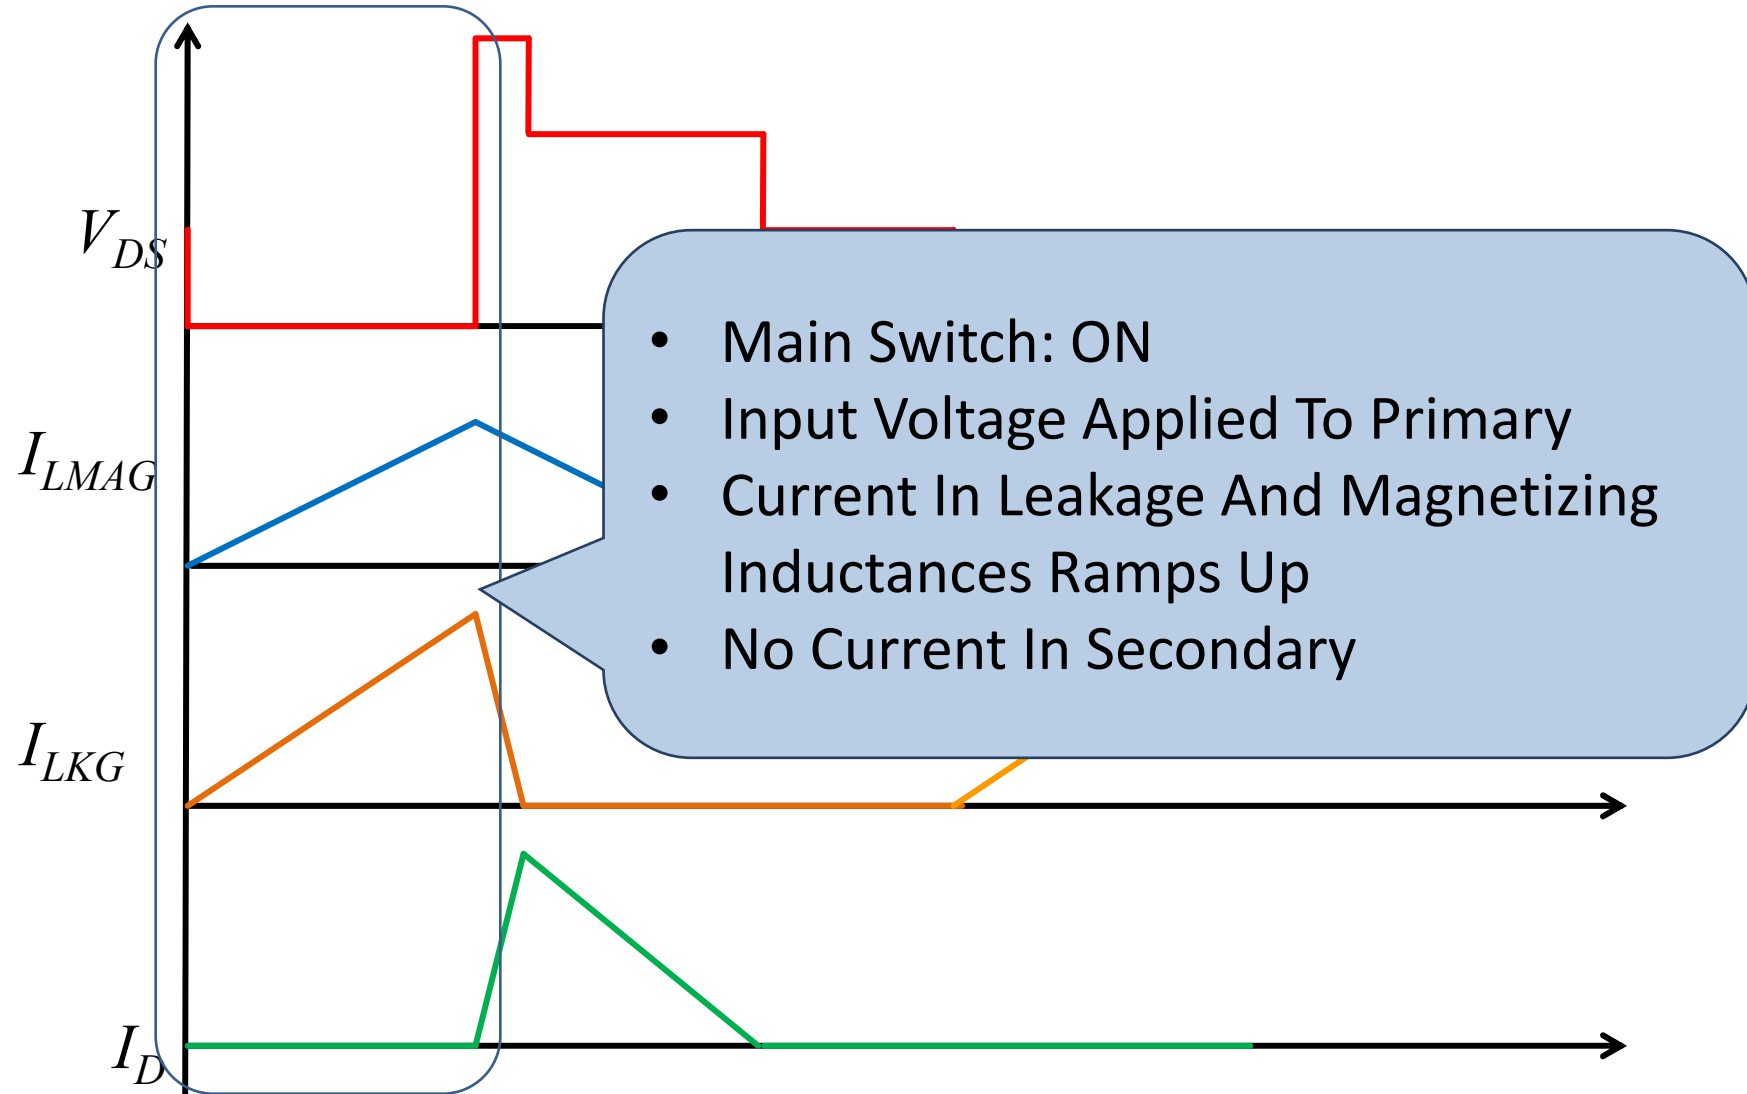 V_DS
• Main Switch: ON
• Input Voltage Applied To Primary
I_LMAG
• Current In Leakage And Magnetizing
Inductances Ramps Up
• No Current In Secondary
I_LKG
I_D